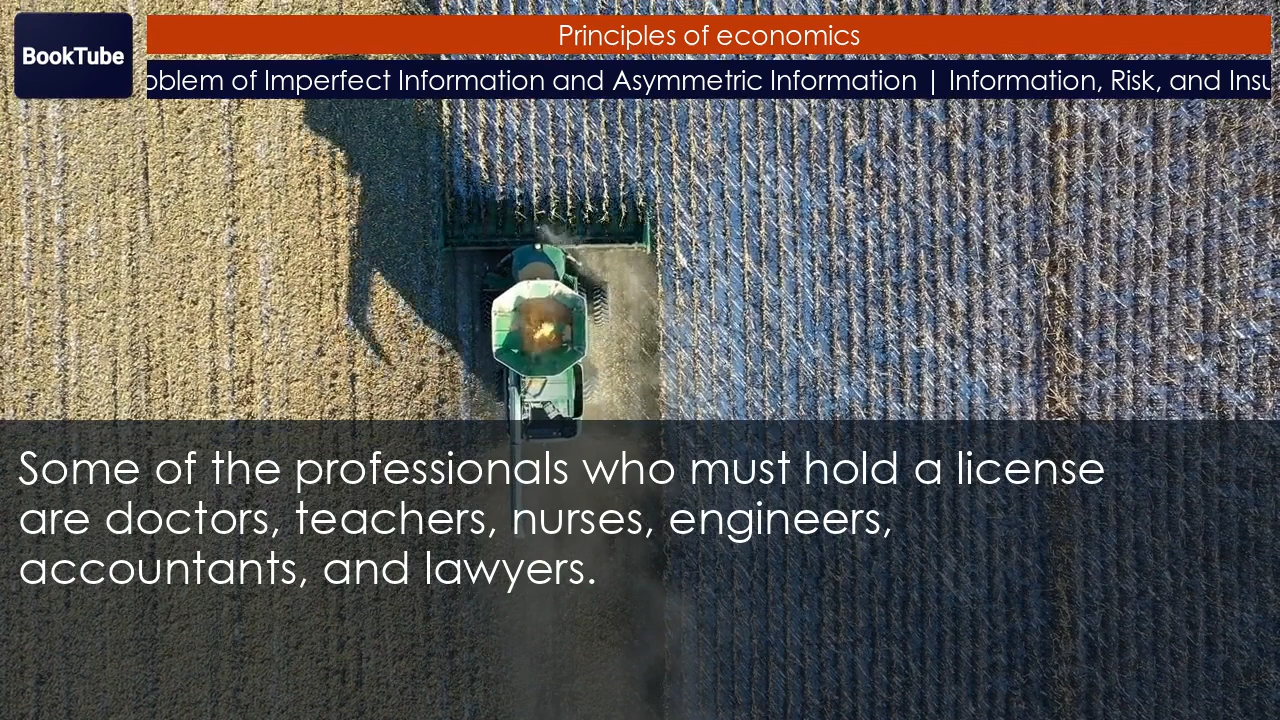 BookTube
Principles of economics
oblem of Imperfect Information and Asymmetric Information | Information, Risk, and Insu
Some of the professionals who must hold a license
are doctors, teachers, nurses, engineers,
accountants, and lawyers.